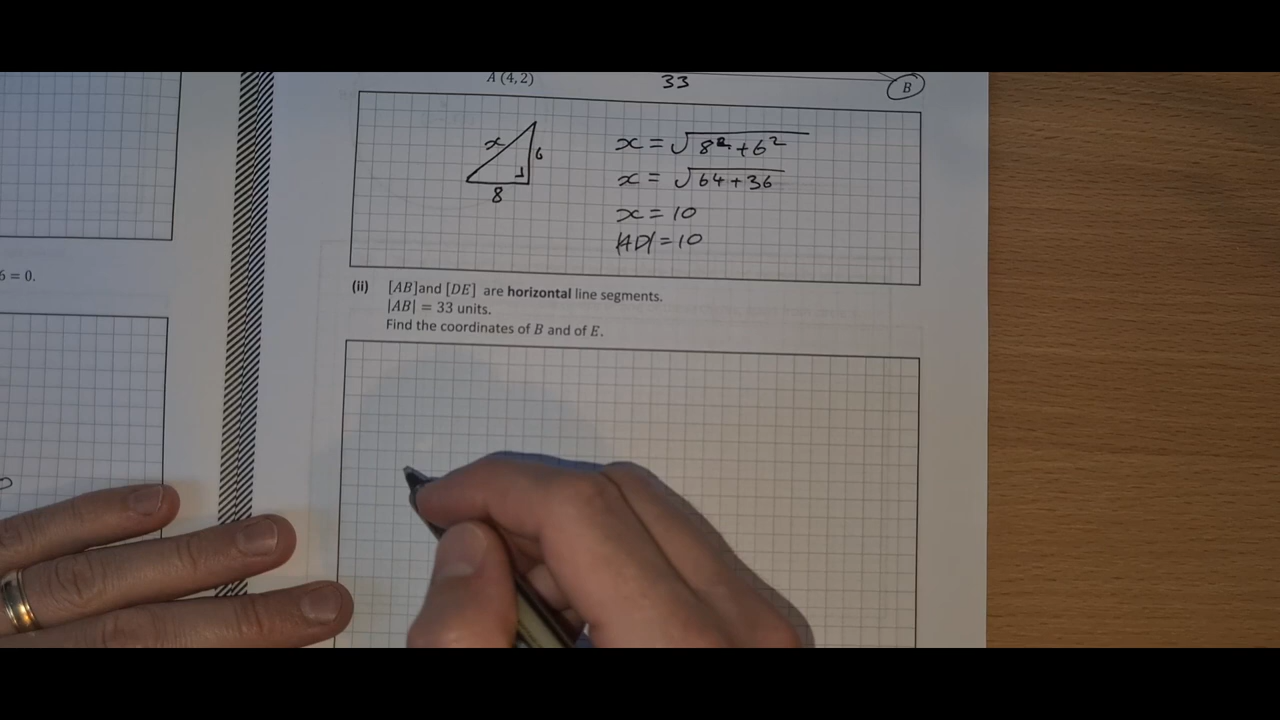 A (4, 2)
33
B
x
6
8
x = √8²+6²
x = √64+36
x = 10
|AD| = 10
6 = 0.
(ii) [AB]and [DE] are horizontal line segments.
|AB| = 33 units.
Find the coordinates of B and of E.